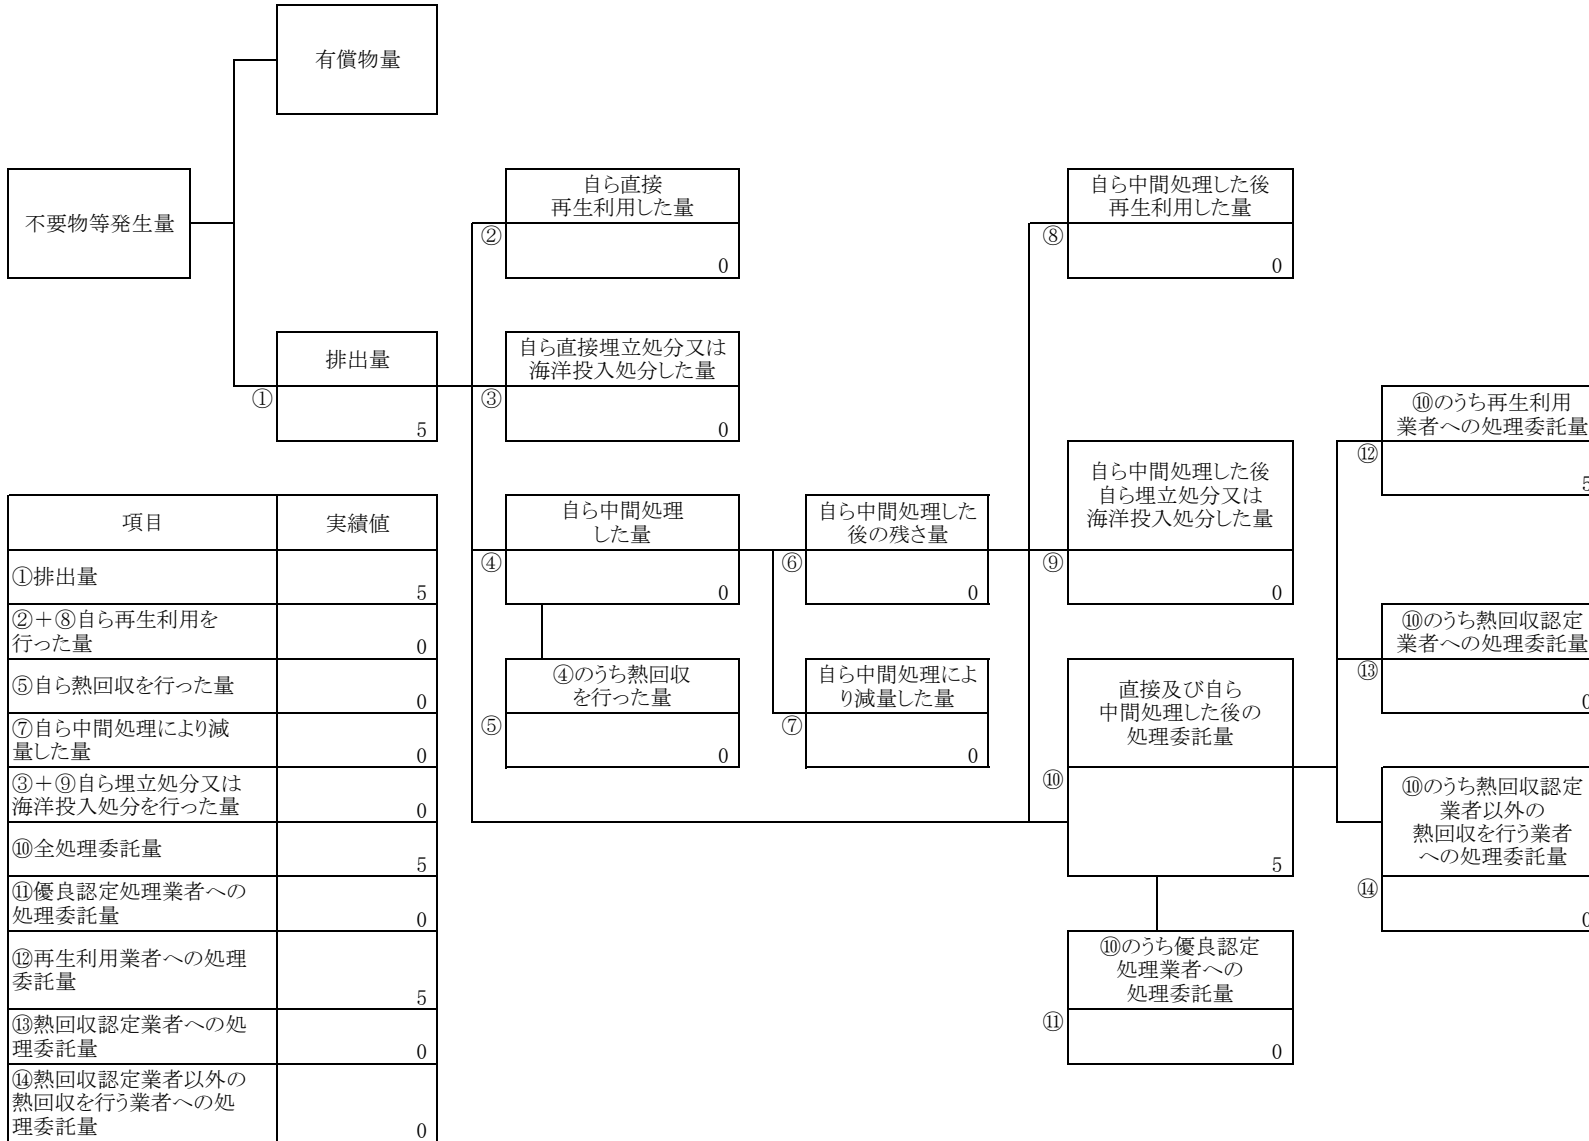 有償物量
不要物等発生量
自ら直接
再生利用した量
②
0
自ら中間処理した後
再生利用した量
⑧
0
排出量
①
5
自ら直接埋立処分又は
海洋投入処分した量
③
0
⑩のうち再生利用
業者への処理委託量
⑫
5
自ら中間処理
した量
④
0
自ら中間処理した
後の残さ量
⑥
0
自ら中間処理した後
自ら埋立処分又は
海洋投入処分した量
⑨
0
⑩のうち熱回収認定
業者への処理委託量
⑬
0
④のうち熱回収
を行った量
⑤
0
自ら中間処理によ
り減量した量
⑦
0
直接及び自ら
中間処理した後の
処理委託量
⑩
5
⑩のうち熱回収認定
業者以外の
熱回収を行う業者
への処理委託量
⑭
0
⑩のうち優良認定
処理業者への
処理委託量
⑪
0
項目 実績値
①排出量 5
②+⑧自ら再生利用を
行った量 0
⑤自ら熱回収を行った量 0
⑦自ら中間処理により減
量した量 0
③+⑨自ら埋立処分又は
海洋投入処分を行った量 0
⑩全処理委託量 5
⑪優良認定処理業者への
処理委託量 0
⑫再生利用業者への処理
委託量 5
⑬熱回収認定業者への処
理委託量 0
⑭熱回収認定業者以外の
熱回収を行う業者への処
理委託量 0